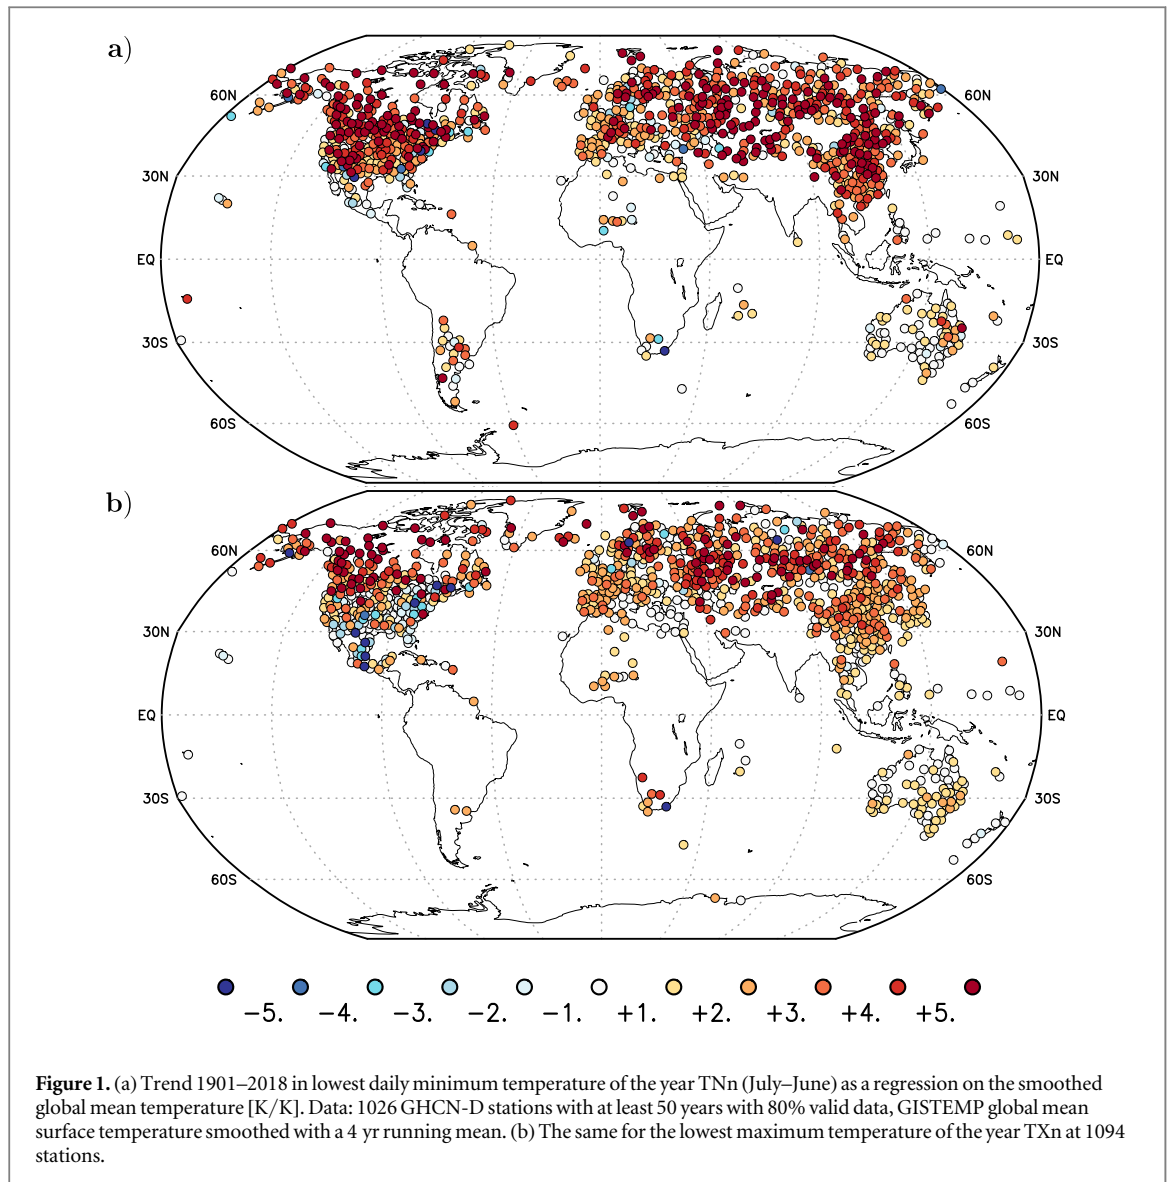 a)
60N 60N
30N 30N
EQ EQ
30S 30S
60S 60S
b)
60N 60N
30N 30N
EQ EQ
30S 30S
60S 60S
−5. −4. −3. −2. −1. +1. +2. +3. +4. +5.
Figure 1. (a) Trend 1901–2018 in lowest daily minimum temperature of the year TNn (July–June) as a regression on the smoothed
global mean temperature [K/K]. Data: 1026 GHCN-D stations with at least 50 years with 80% valid data, GISTEMP global mean
surface temperature smoothed with a 4 yr running mean. (b) The same for the lowest maximum temperature of the year TXn at 1094
stations.